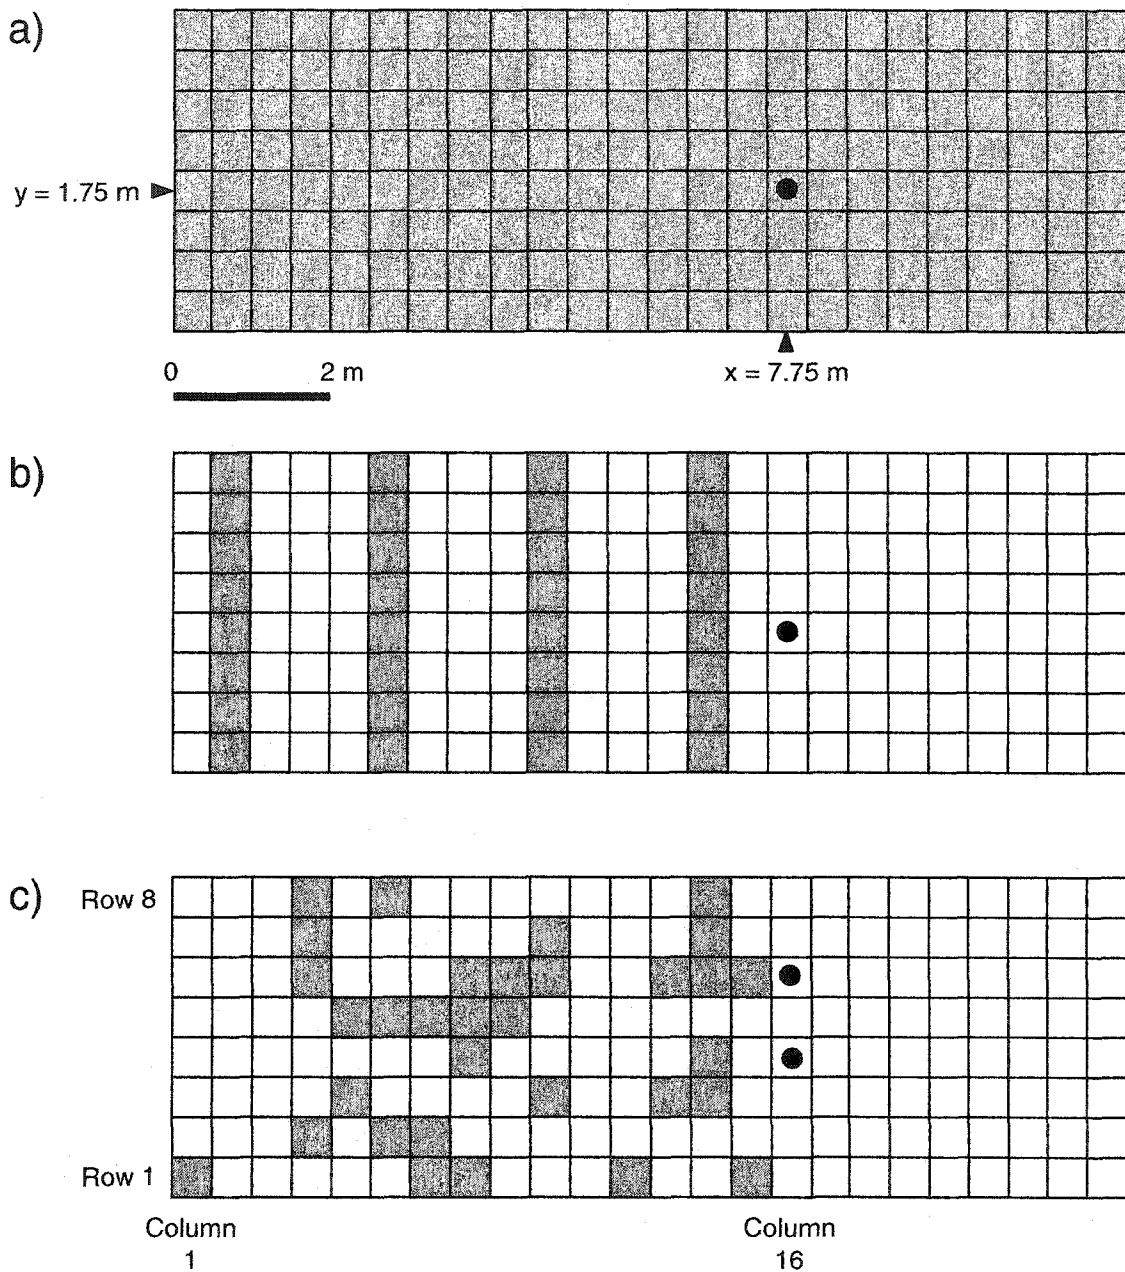 a)
y = 1.75 m
0 2 m
x = 7.75 m
b)
c)
Row 8
Row 1
Column
1
Column
16